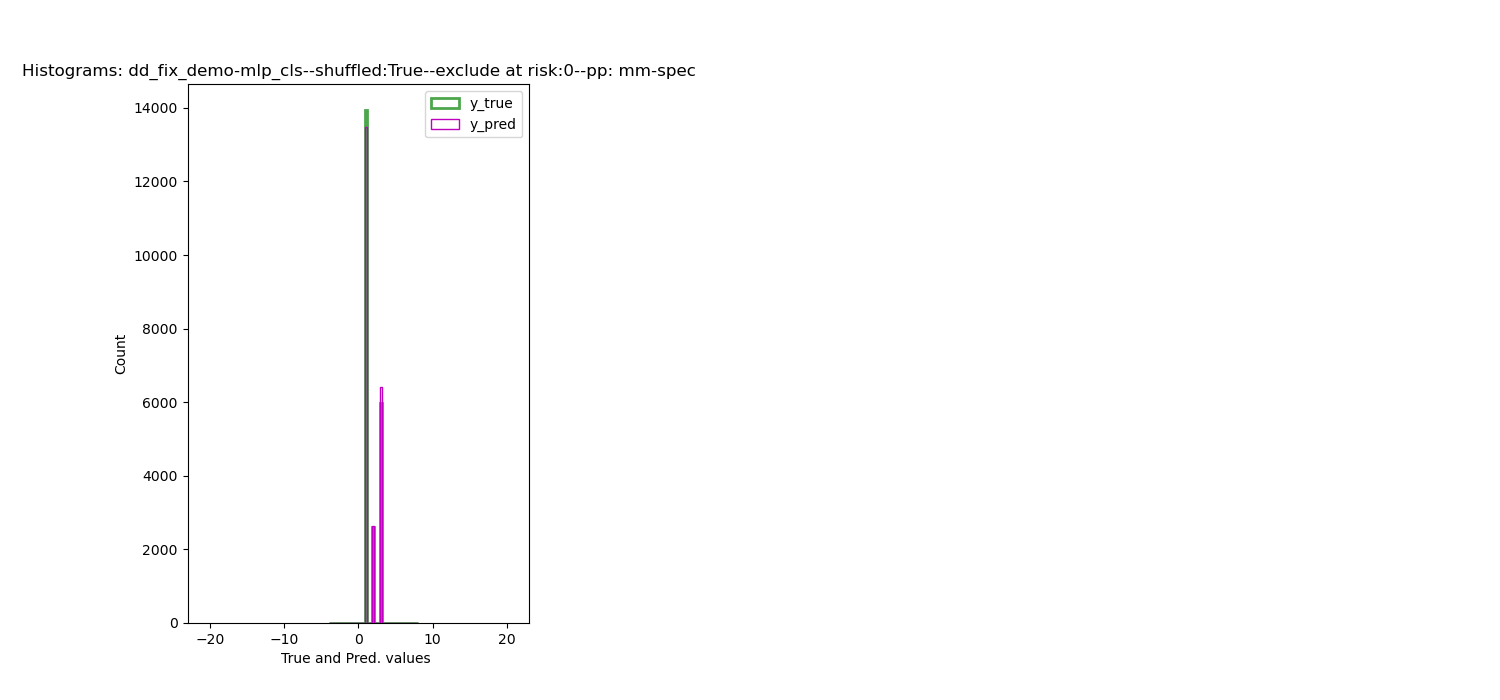 Histograms: dd_fix_demo-mlp_cls--shuffled:True--exclude at risk:0--pp: mm-spec
y_true
y_pred
14000
12000
10000
8000
6000
4000
2000
0
Count
−20 −10 0 10 20
True and Pred. values